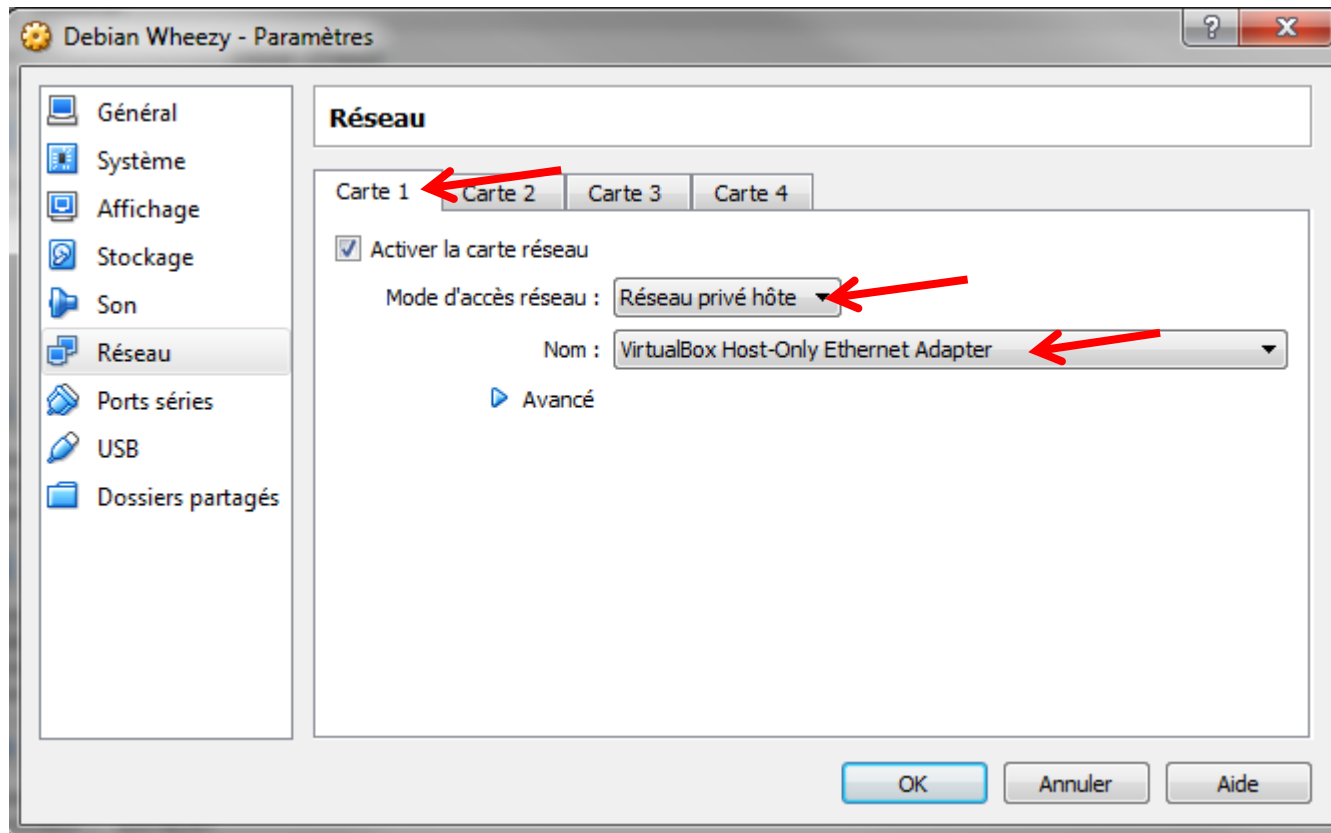 Debian Wheezy - Paramètres
Général
Système
Affichage
Stockage
Son
Réseau
Ports séries
USB
Dossiers partagés
Réseau
Carte 1 Carte 2 Carte 3 Carte 4
Activer la carte réseau
Mode d'accès réseau : Réseau privé hôte
Nom : VirtualBox Host-Only Ethernet Adapter
Avancé
OK Annuler Aide